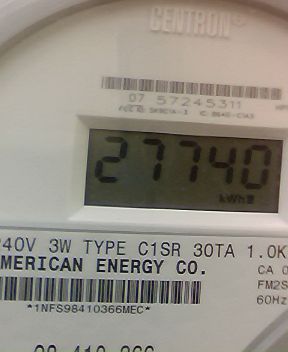 CENTRON®
07 57245311
27740
kWh
240V 3W TYPE C1SR 30TA 1.0K
AMERICAN ENERGY CO.
CA 0
FM2S
60Hz
*1NFS98410366MEC*